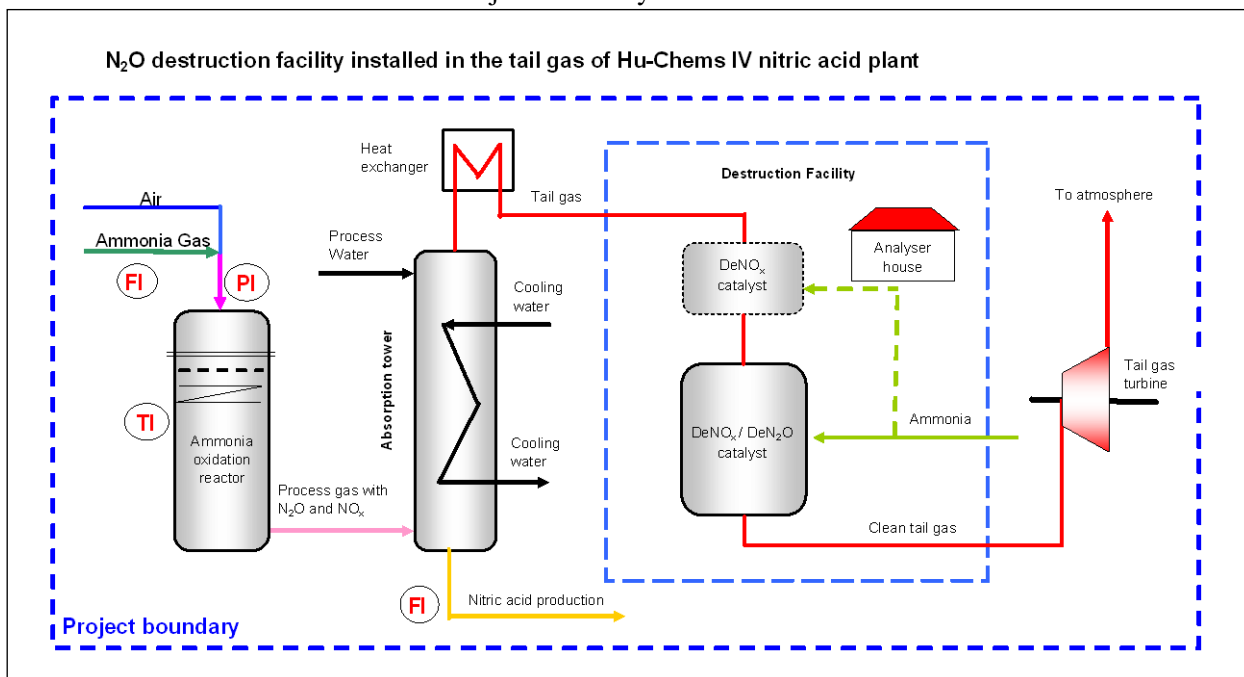 N₂O destruction facility installed in the tail gas of Hu-Chems IV nitric acid plant
Air
Ammonia Gas
FI
PI
TI
Ammonia
oxidation
reactor
Process gas with
N₂O and NOₓ
Process
Water
Absorption tower
Heat
exchanger
Tail gas
Cooling
water
Cooling
water
FI
Nitric acid production
Destruction Facility
DeNOₓ
catalyst
Analyser
house
DeNOₓ/ DeN₂O
catalyst
Ammonia
Clean tail gas
To atmosphere
Tail gas
turbine
Project boundary